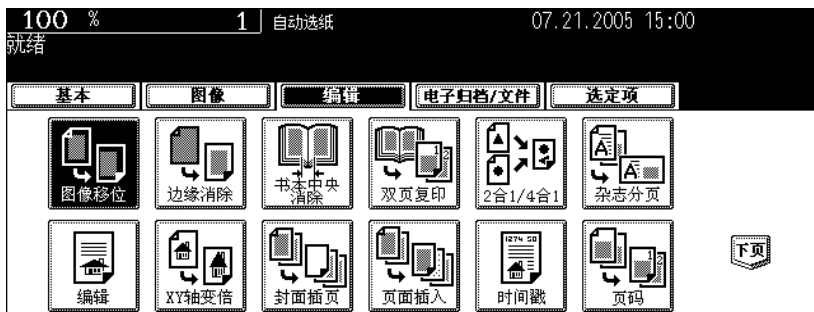 100 % 1 自动选纸 07.21.2005 15:00
就绪
基本 图像 编辑 电子归档/文件 选定项
图像移位 边缘消除 书本中央消除 双页复印 2合1/4合1 杂志分页
下页
编辑 XY轴变倍 封面插页 页面插入 时间戳 页码